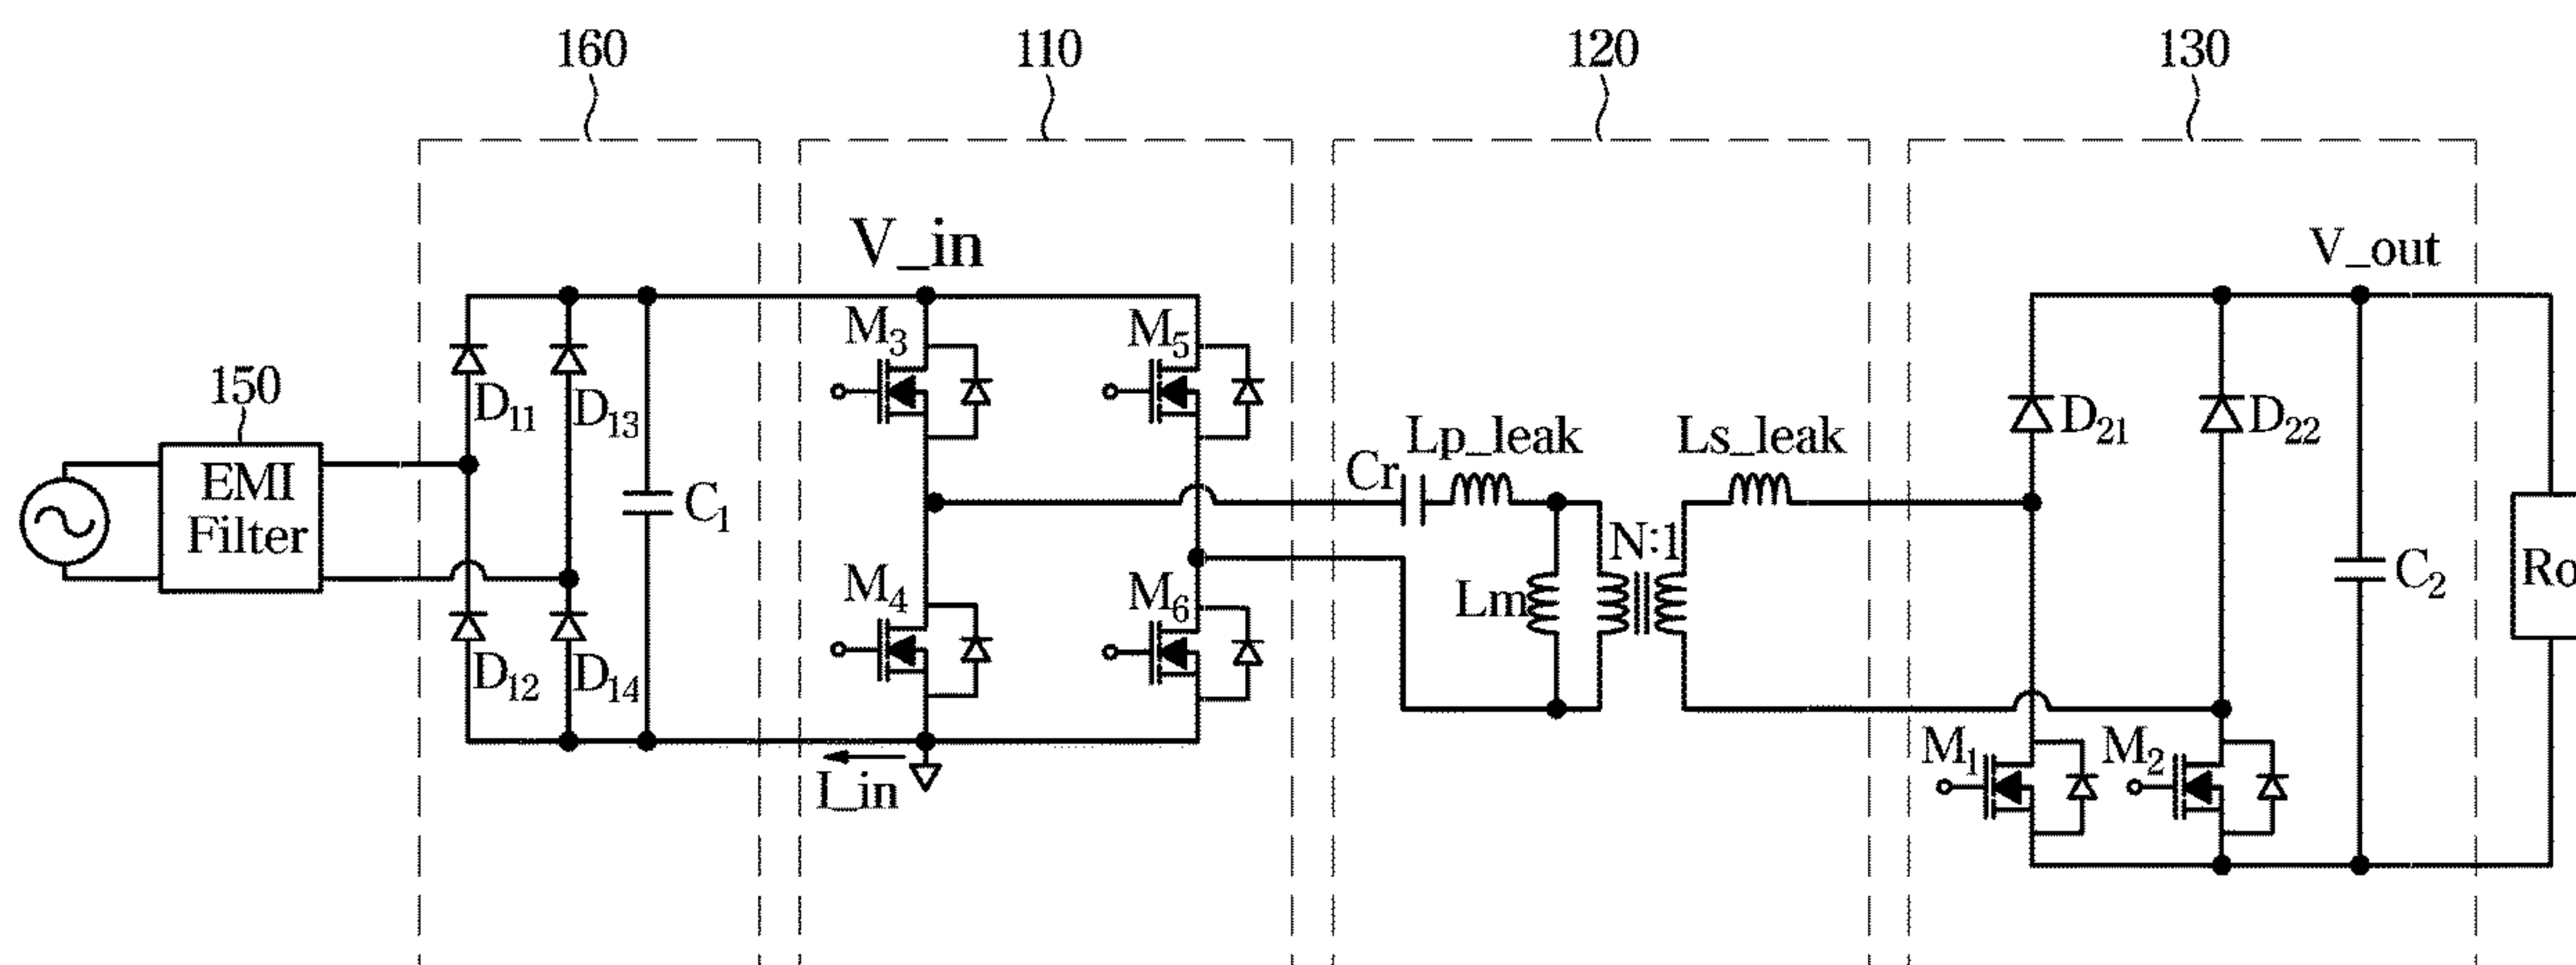 160
110
120
130
V_in
V_out
M3
M5
150
D11
D13
D21
D22
Lp_leak
Ls_leak
Cr
EMI
Filter
C1
N:1
Ro
C2
M4
M6
Lm
D12
D14
M1
M2
I_in